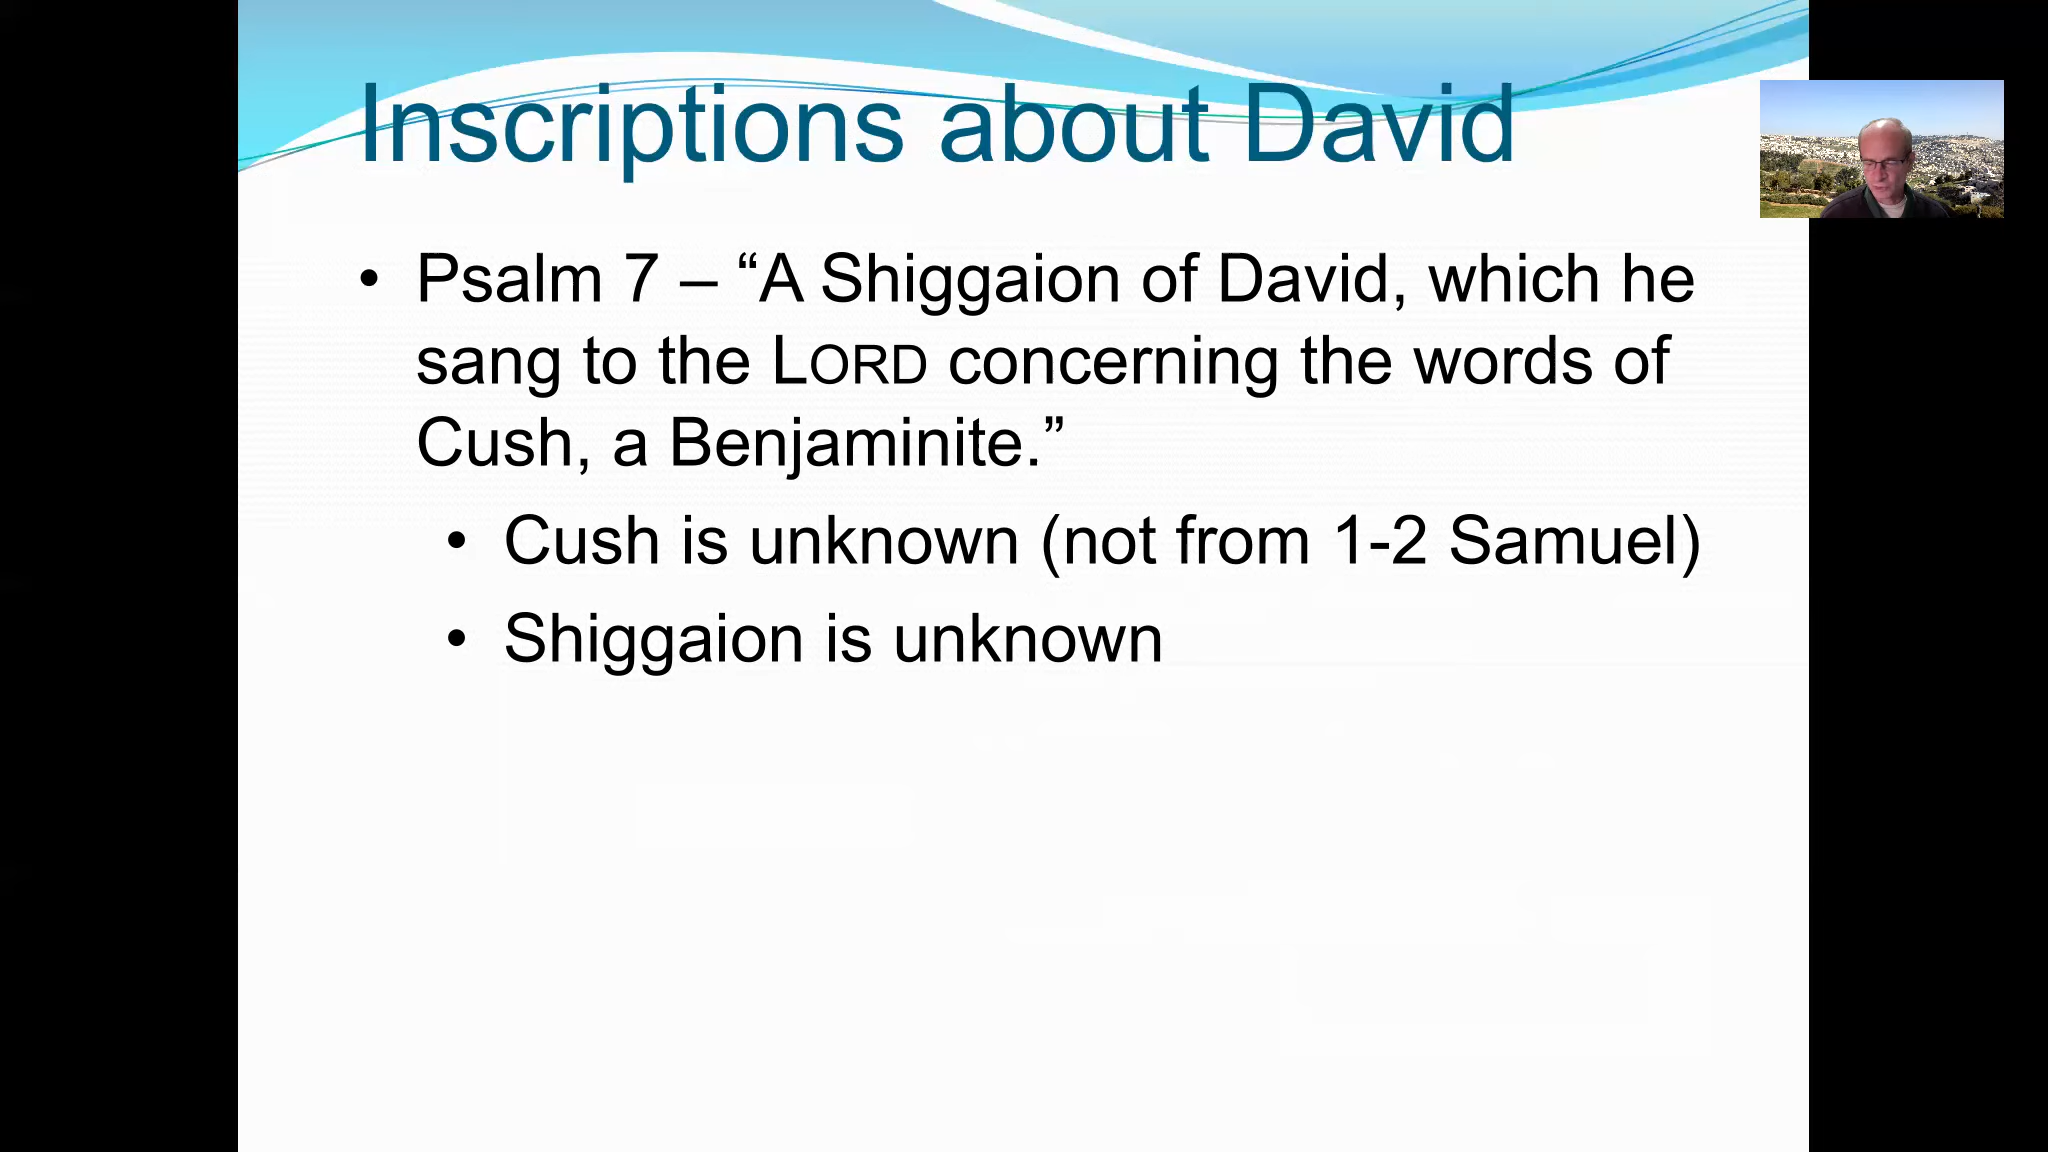 Inscriptions about David
• Psalm 7 – “A Shiggaion of David, which he
sang to the LORD concerning the words of
Cush, a Benjaminite.”
• Cush is unknown (not from 1-2 Samuel)
• Shiggaion is unknown